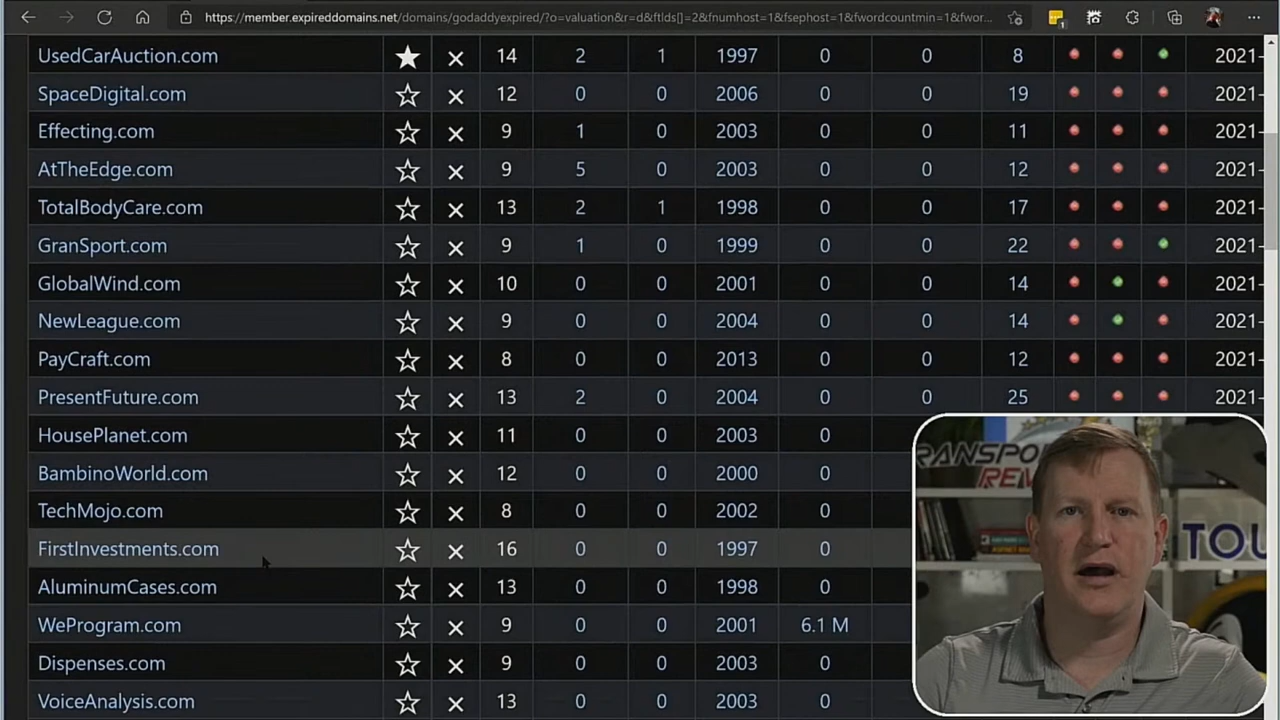 https://member.expireddomains.net/domains/godaddyexpired/?o=valuation&r=d&ftlds[]=2&fnumhost=1&fsephost=1&fwordcountmin=1&fwor...
1
UsedCarAuction.com 14 2 1 1997 0 0 8 2021-
SpaceDigital.com 12 0 0 2006 0 0 19 2021-
Effecting.com 9 1 0 2003 0 0 11 2021-
AtTheEdge.com 9 5 0 2003 0 0 12 2021-
TotalBodyCare.com 13 2 1 1998 0 0 17 2021-
GranSport.com 9 1 0 1999 0 0 22 2021-
GlobalWind.com 10 0 0 2001 0 0 14 2021-
NewLeague.com 9 0 0 2004 0 0 14 2021-
PayCraft.com 8 0 0 2013 0 0 12 2021-
PresentFuture.com 13 2 0 2004 0 0 25 2021-
HousePlanet.com 11 0 0 2003 0
BambinoWorld.com 12 0 0 2000 0
TechMojo.com 8 0 0 2002 0
FirstInvestments.com 16 0 0 1997 0
AluminumCases.com 13 0 0 1998 0
WeProgram.com 9 0 0 2001 6.1 M
Dispenses.com 9 0 0 2003 0
VoiceAnalysis.com 13 0 0 2003 0
RANSPO
REV
TOU